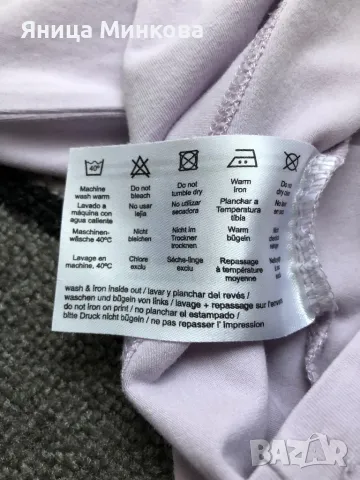 Яница Минкова
40°
Machine
wash warm
Do not
bleach
Do not
tumble dry
Warm
iron
Do not
Lavado a
máquina con
agua caliente
No usar
lejía
No utilizar
secadora
Planchar a
Temperatura
tibia
Maschinen-
wäsche 40°C
Nicht
bleichen
Nicht im
Trockner
trocknen
Warm
bügeln
Lavage en
machine, 40°C
Chlore
exclu
Séche-linge
exclu
Repassage
à température
moyenne
wash & iron inside out / lavar y planchar del revés /
waschen und bügeln von links / lavage + repassage sur l'envers
do not iron on print / no planchar el estampado /
bitte Druck nicht bügeln / ne pas repasser l' impression
BAZAR